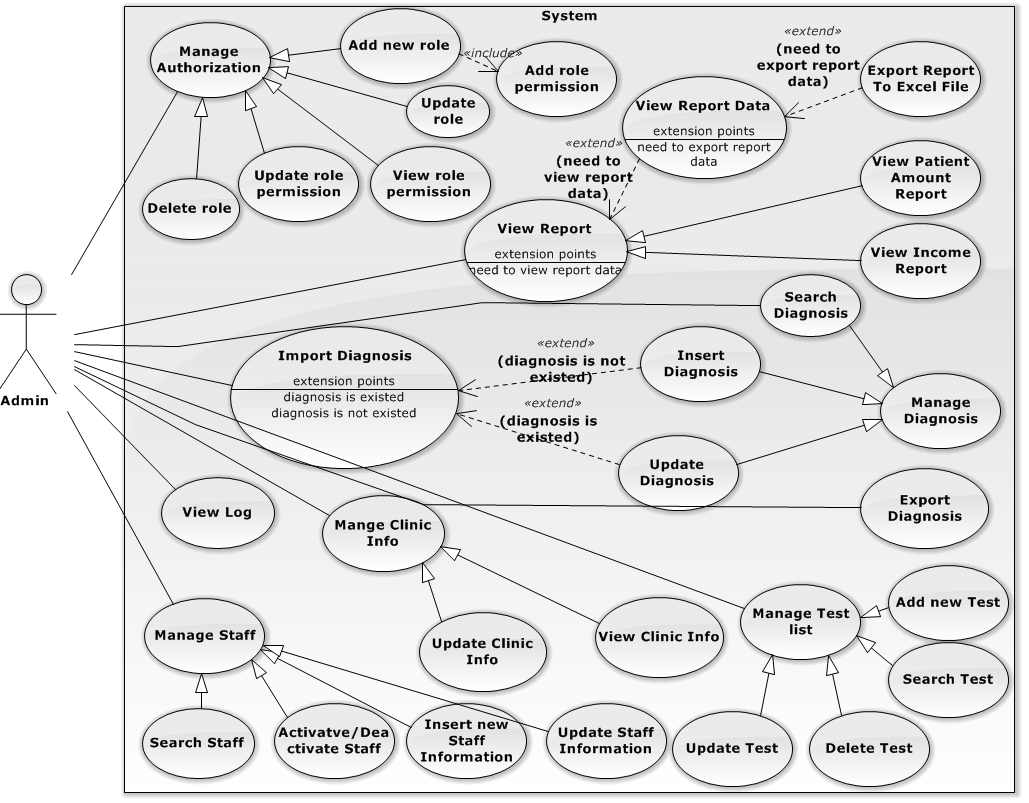 System
Manage
Authorization
Add new role
«include»
Add role
permission
Update
role
Delete role
Update role
permission
View role
permission
«extend»
(need to
export report
data)
Export Report
To Excel File
View Report Data
extension points
need to export report
data
«extend»
(need to
view report
data)
View Patient
Amount
Report
View Report
extension points
need to view report data
View Income
Report
Search
Diagnosis
Admin
Import Diagnosis
extension points
diagnosis is existed
diagnosis is not existed
«extend»
(diagnosis is not
existed)
Insert
Diagnosis
«extend»
(diagnosis is
existed)
Manage
Diagnosis
Update
Diagnosis
View Log
Mange Clinic
Info
Export
Diagnosis
Manage Staff
Update Clinic
Info
View Clinic Info
Manage Test
list
Add new Test
Search Test
Search Staff
Activatve/Dea
ctivate Staff
Insert new
Staff
Information
Update Staff
Information
Update Test
Delete Test